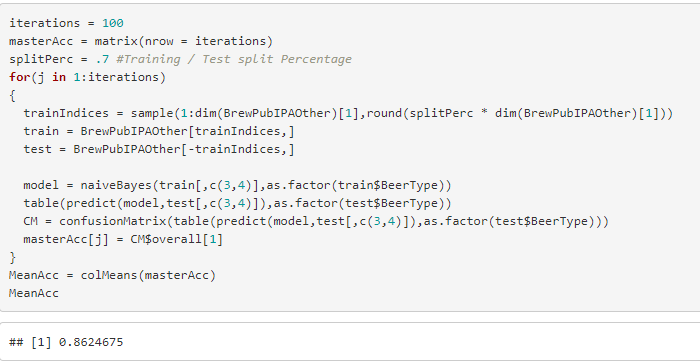 iterations = 100
masterAcc = matrix(nrow = iterations)
splitPerc = .7 #Training / Test split Percentage
for(j in 1:iterations)
{
  trainIndices = sample(1:dim(BrewPubIPAOther)[1],round(splitPerc * dim(BrewPubIPAOther)[1]))
  train = BrewPubIPAOther[trainIndices,]
  test = BrewPubIPAOther[-trainIndices,]

  model = naiveBayes(train[,c(3,4)],as.factor(train$BeerType))
  table(predict(model,test[,c(3,4)]),as.factor(test$BeerType))
  CM = confusionMatrix(table(predict(model,test[,c(3,4)]),as.factor(test$BeerType)))
  masterAcc[j] = CM$overall[1]
}
MeanAcc = colMeans(masterAcc)
MeanAcc
## [1] 0.8624675